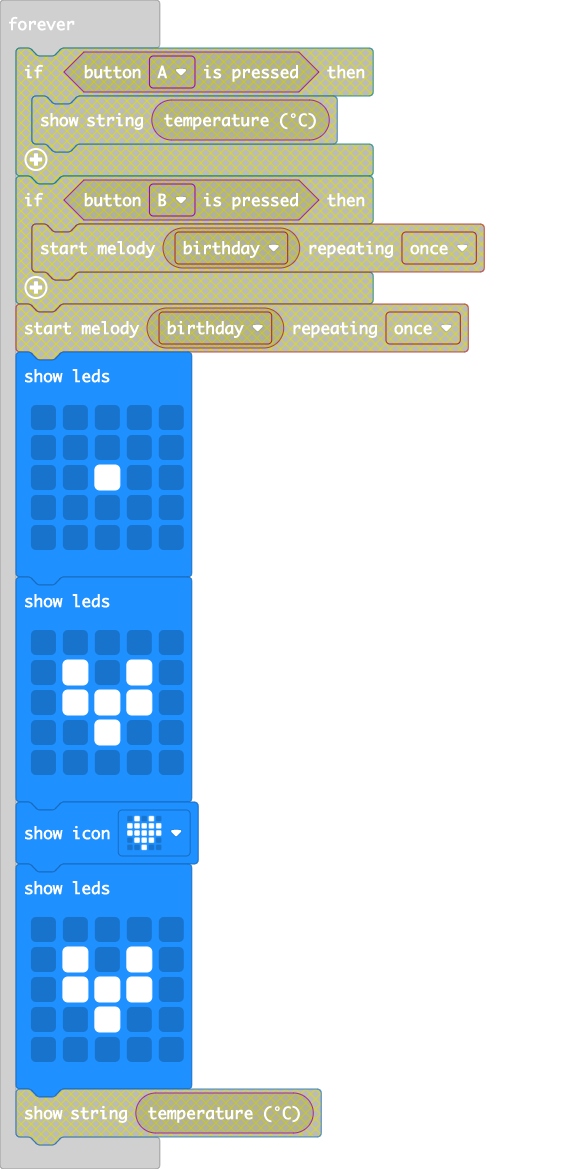 forever
if button A is pressed then
show string temperature (°C)
if button B is pressed then
start melody birthday repeating once
start melody birthday repeating once
show leds
show leds
show icon
show leds
show string temperature (°C)